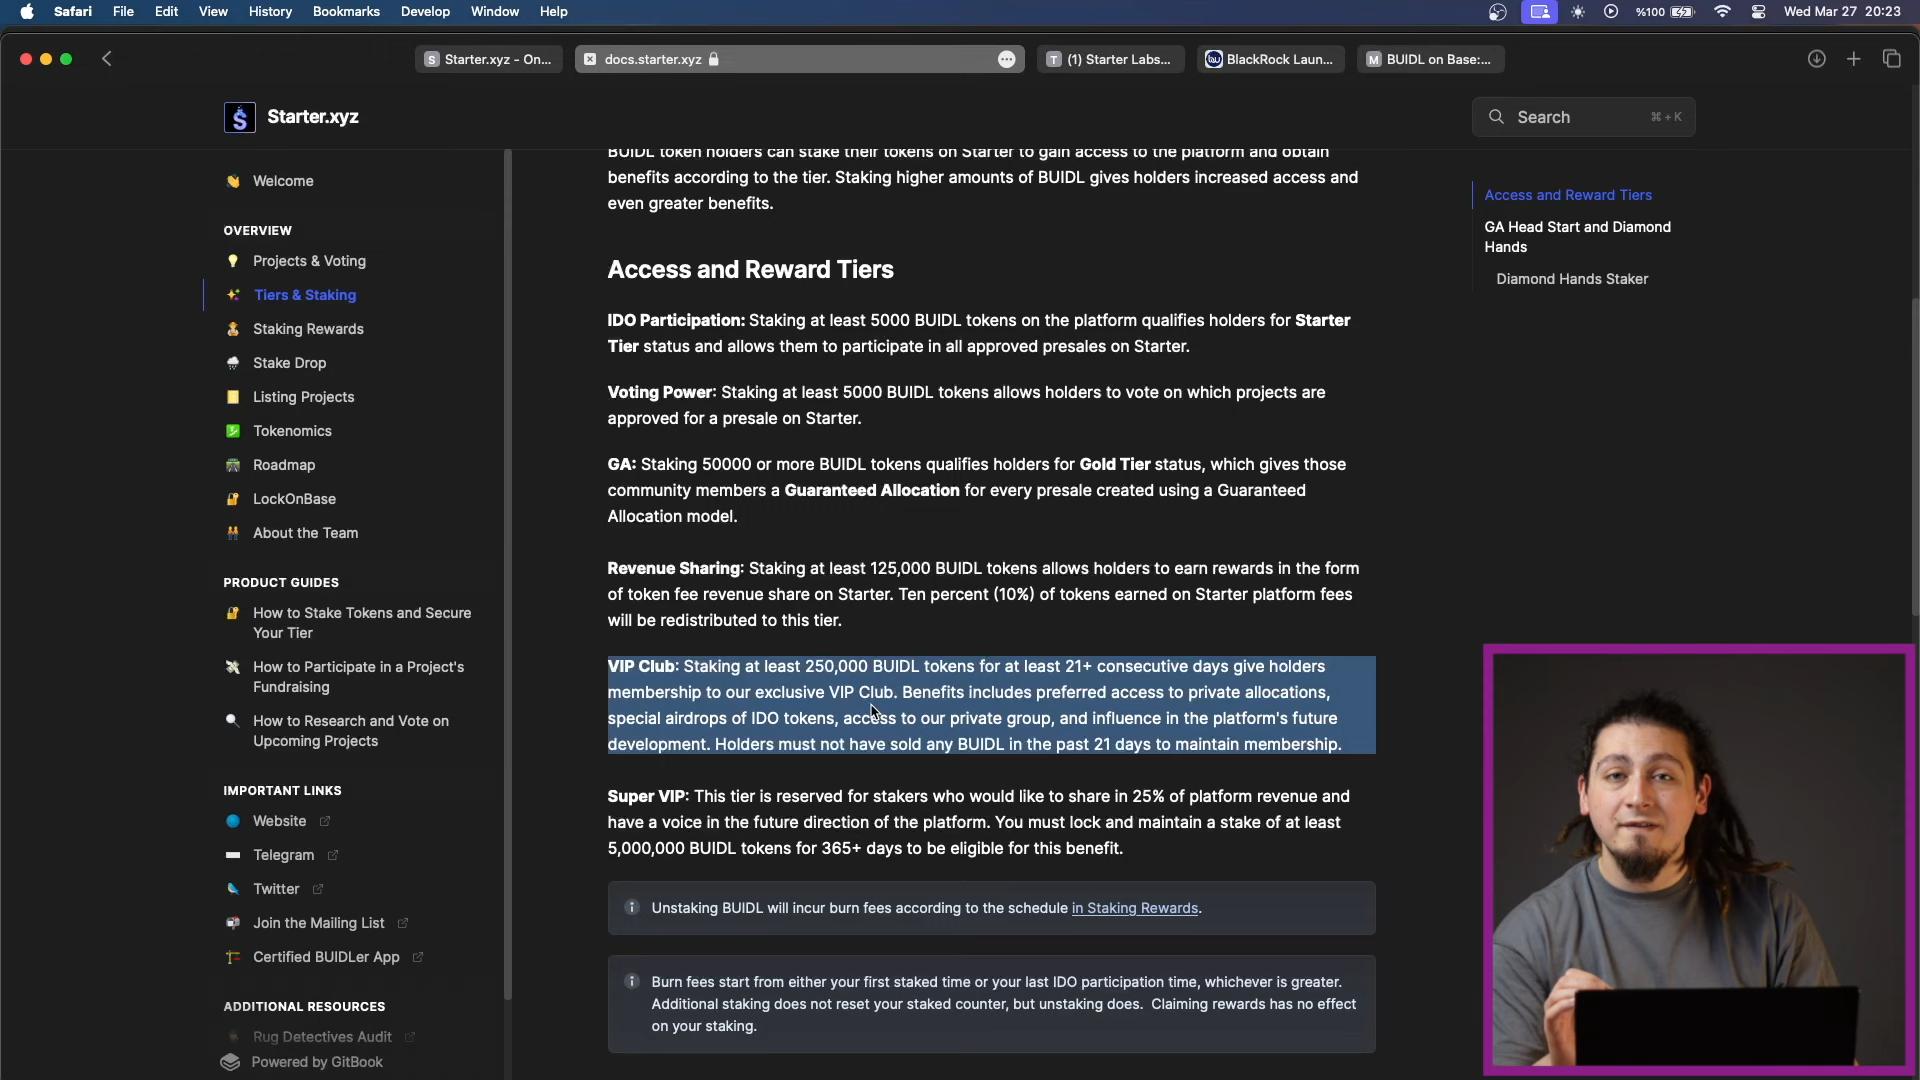 Safari File Edit View History Bookmarks Develop Window Help %100 Wed Mar 27 20:23
S Starter.xyz - On... docs.starter.xyz T (1) Starter Labs... BlackRock Laun... M BUIDL on Base:...
Starter.xyz
Search ⌘ + K
Welcome
OVERVIEW
Projects & Voting
Tiers & Staking
Staking Rewards
Stake Drop
Listing Projects
Tokenomics
Roadmap
LockOnBase
About the Team
PRODUCT GUIDES
How to Stake Tokens and Secure
Your Tier
How to Participate in a Project's
Fundraising
How to Research and Vote on
Upcoming Projects
IMPORTANT LINKS
Website
Telegram
Twitter
Join the Mailing List
Certified BUIDLer App
ADDITIONAL RESOURCES
Rug Detectives Audit
Powered by GitBook
BUIDL token holders can stake their tokens on Starter to gain access to the platform and obtain
benefits according to the tier. Staking higher amounts of BUIDL gives holders increased access and
even greater benefits.
Access and Reward Tiers
IDO Participation: Staking at least 5000 BUIDL tokens on the platform qualifies holders for Starter
Tier status and allows them to participate in all approved presales on Starter.
Voting Power: Staking at least 5000 BUIDL tokens allows holders to vote on which projects are
approved for a presale on Starter.
GA: Staking 50000 or more BUIDL tokens qualifies holders for Gold Tier status, which gives those
community members a Guaranteed Allocation for every presale created using a Guaranteed
Allocation model.
Revenue Sharing: Staking at least 125,000 BUIDL tokens allows holders to earn rewards in the form
of token fee revenue share on Starter. Ten percent (10%) of tokens earned on Starter platform fees
will be redistributed to this tier.
VIP Club: Staking at least 250,000 BUIDL tokens for at least 21+ consecutive days give holders
membership to our exclusive VIP Club. Benefits includes preferred access to private allocations,
special airdrops of IDO tokens, access to our private group, and influence in the platform's future
development. Holders must not have sold any BUIDL in the past 21 days to maintain membership.
Super VIP: This tier is reserved for stakers who would like to share in 25% of platform revenue and
have a voice in the future direction of the platform. You must lock and maintain a stake of at least
5,000,000 BUIDL tokens for 365+ days to be eligible for this benefit.
Unstaking BUIDL will incur burn fees according to the schedule in Staking Rewards.
Burn fees start from either your first staked time or your last IDO participation time, whichever is greater.
Additional staking does not reset your staked counter, but unstaking does. Claiming rewards has no effect
on your staking.
Access and Reward Tiers
GA Head Start and Diamond
Hands
Diamond Hands Staker